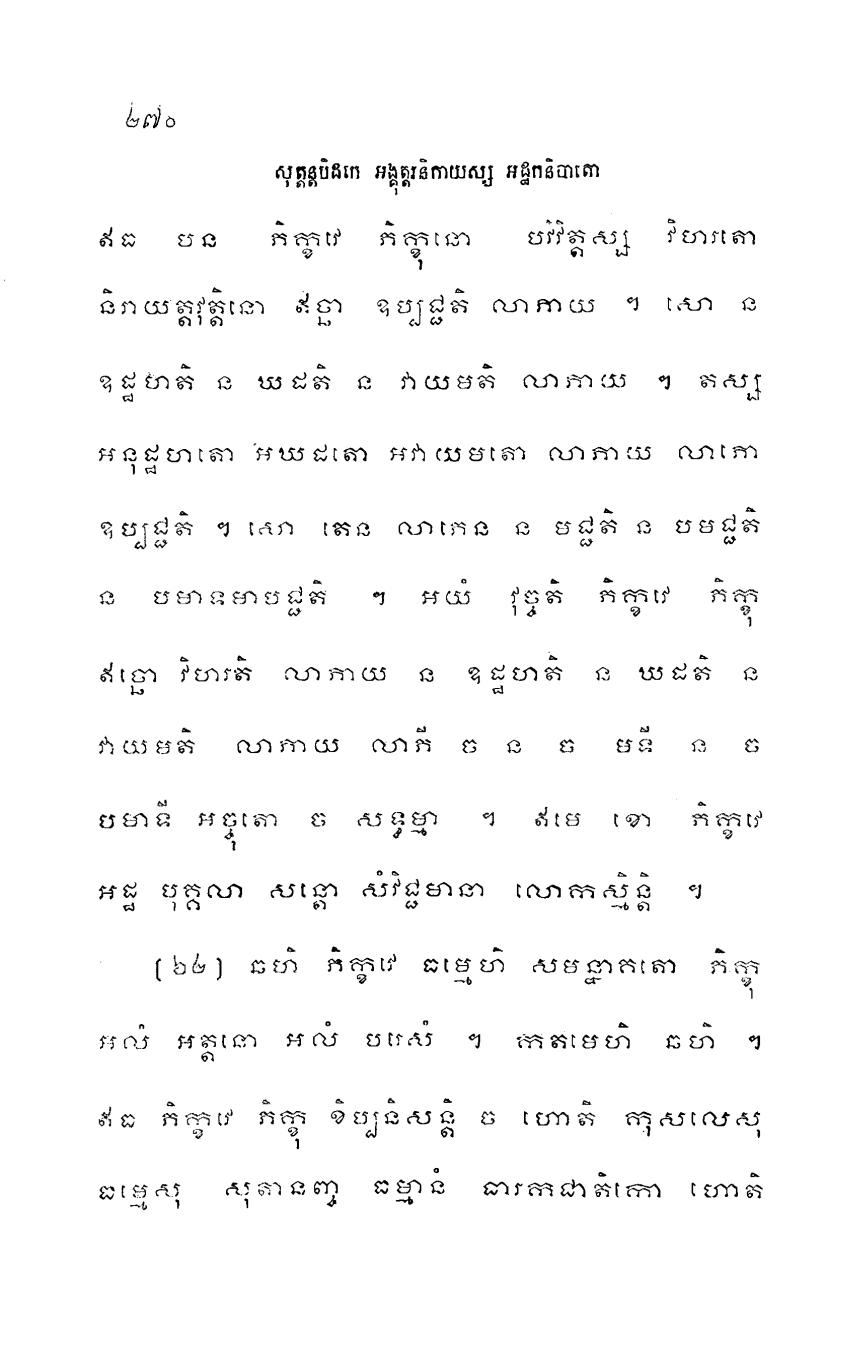 ២៧០
សុត្តន្តបិដកេ អង្គុត្តរនិកាយស្ស អដ្ឋកនិបាតោ
ឥធ បន ភិក្ខវេ ភិក្ខុនោ បវិវិត្តស្ស វិហរតោ
និរាយត្តវុត្តិនោ ឥច្ឆា ឧប្បជ្ជតិ លាភាយ ។ សោ ន
ឧដ្ឋហតិ ន ឃដតិ ន វាយមតិ លាភាយ ។ តស្ស
អនុដ្ឋហតោ អឃដតោ អវាយមតោ លាភាយ លាភោ
ឧប្បជ្ជតិ ។ សោ តេន លាភេន ន មជ្ជតិ ន បមជ្ជតិ
ន បមាទមាបជ្ជតិ ។ អយំ វុច្ចតិ ភិក្ខវេ ភិក្ខុ
ឥច្ឆោ វិហរតិ លាភាយ ន ឧដ្ឋហតិ ន ឃដតិ ន
វាយមតិ លាភាយ លាភី ច ន ច មទី ន ច
បមាទី អច្ចុតោ ច សទ្ធម្មា ។ ឥមេ ខោ ភិក្ខវេ
អដ្ឋ បុគ្គលា សន្តោ សំវិជ្ជមានា លោកស្មិន្តិ ។
(៦៤) ឆហិ ភិក្ខវេ ធម្មេហិ សមន្នាគតោ ភិក្ខុ
អលំ អត្តនោ អលំ បរេសំ ។ កតមេហិ ឆហិ ។
ឥធ ភិក្ខវេ ភិក្ខុ ខិប្បនិសន្តិ ច ហោតិ កុសលេសុ
ធម្មេសុ សុតានញ្ច ធម្មានំ ធារកជាតិកោ ហោតិ